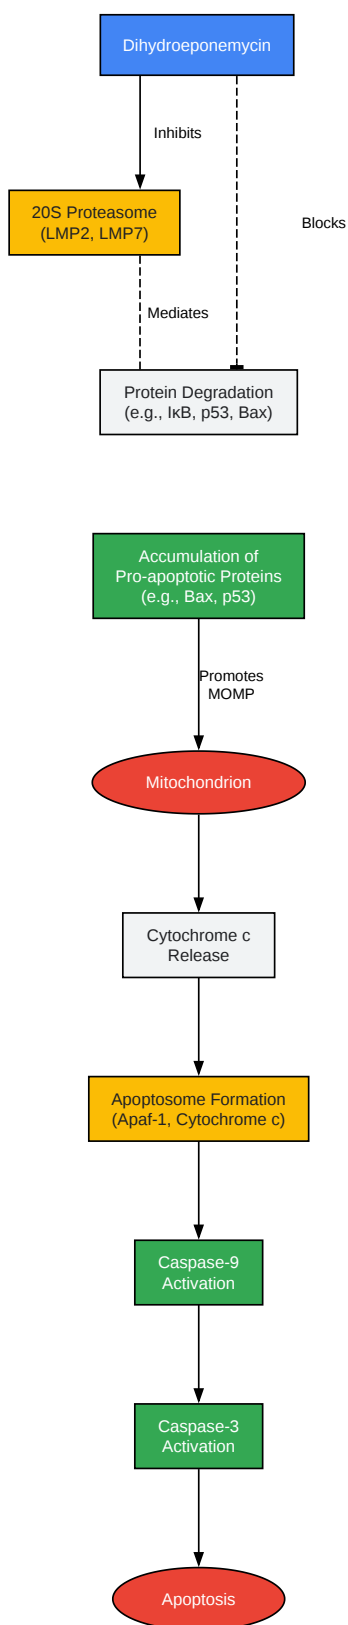 Dihydroeponemycin
Inhibits
20S Proteasome
(LMP2, LMP7)
Blocks
Mediates
Protein Degradation
(e.g., IκB, p53, Bax)
Accumulation of
Pro-apoptotic Proteins
(e.g., Bax, p53)
Promotes
MOMP
Mitochondrion
Cytochrome c
Release
Apoptosome Formation
(Apaf-1, Cytochrome c)
Caspase-9
Activation
Caspase-3
Activation
Apoptosis